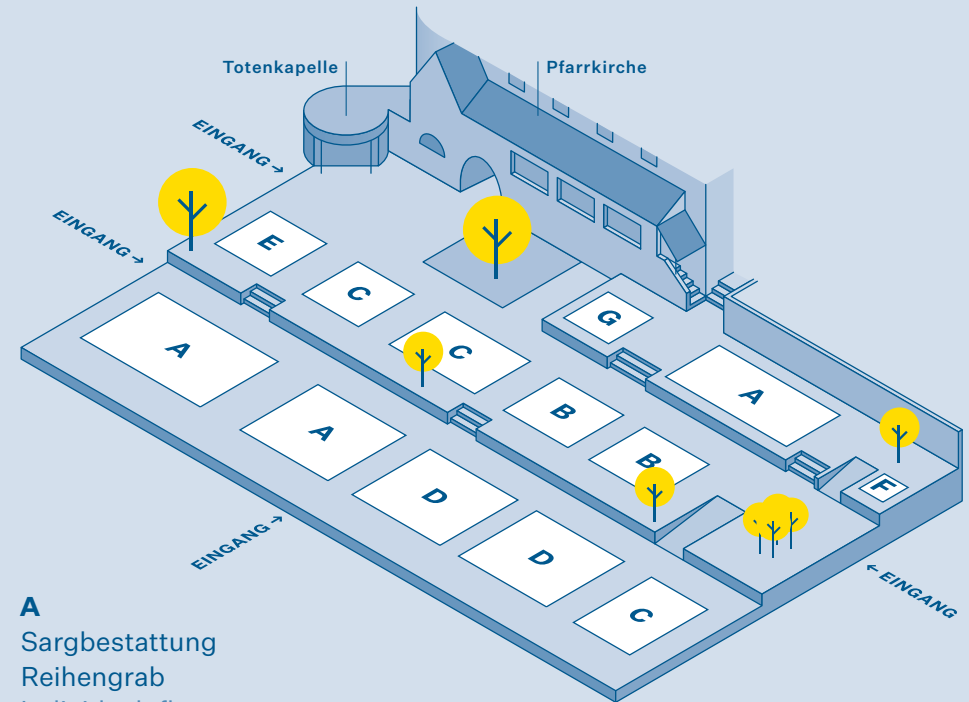 Totenkapelle
Pfarrkirche
EINGANG →
EINGANG →
E
C
G
A
C
A
B
A
B
F
D
D
C
EINGANG →
← EINGANG
A
Sargbestattung
Reihengrab